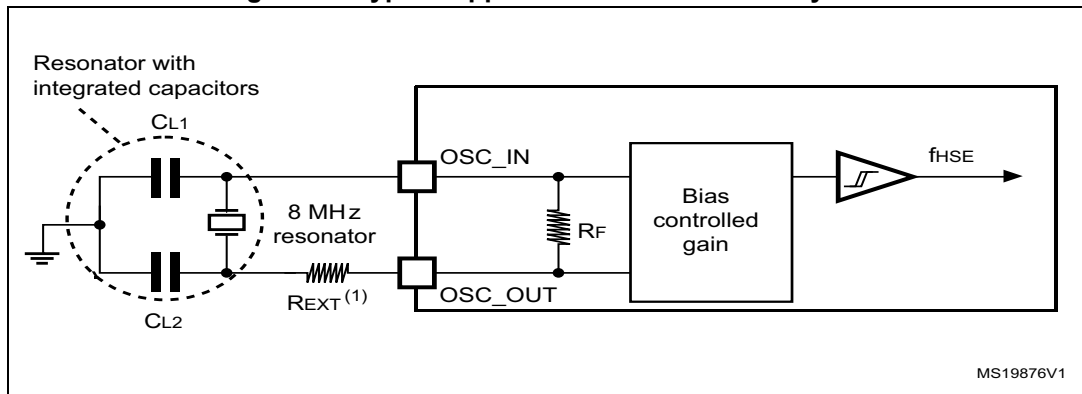 Resonator with
integrated capacitors
CL1
OSC_IN
fHSE
8 MHz
resonator
RF
Bias
controlled
gain
REXT (1)
OSC_OUT
CL2
MS19876V1